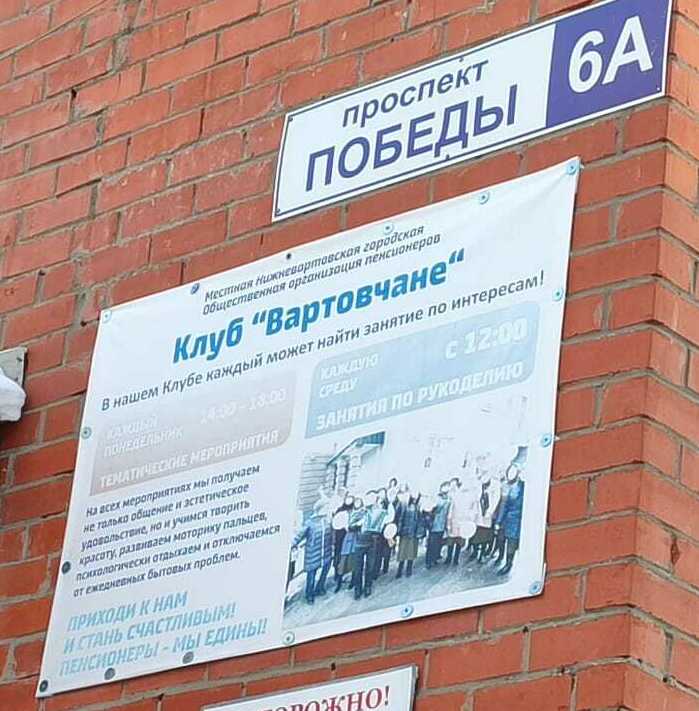 проспект
ПОБЕДЫ
6А
Местная Нижневартовская городская
Общественная организация пенсионеров
Клуб "Вартовчане“
В нашем Клубе каждый может найти занятие по интересам!
КАЖДЫЙ
ПОНЕДЕЛЬНИК
14:00 - 18:00
ТЕМАТИЧЕСКИЕ МЕРОПРИЯТИЯ
КАЖДУЮ
СРЕДУ
с 12:00
ЗАНЯТИЯ ПО РУКОДЕЛИЮ
На всех мероприятиях мы получаем
не только общение и эстетическое
удовольствие, но и учимся творить
красоту, развиваем моторику пальцев,
психологически отдыхаем и отключаемся
от ежедневных бытовых проблем.
ПРИХОДИ К НАМ
И СТАНЬ СЧАСТЛИВЫМ!
ПЕНСИОНЕРЫ - МЫ ЕДИНЫ!